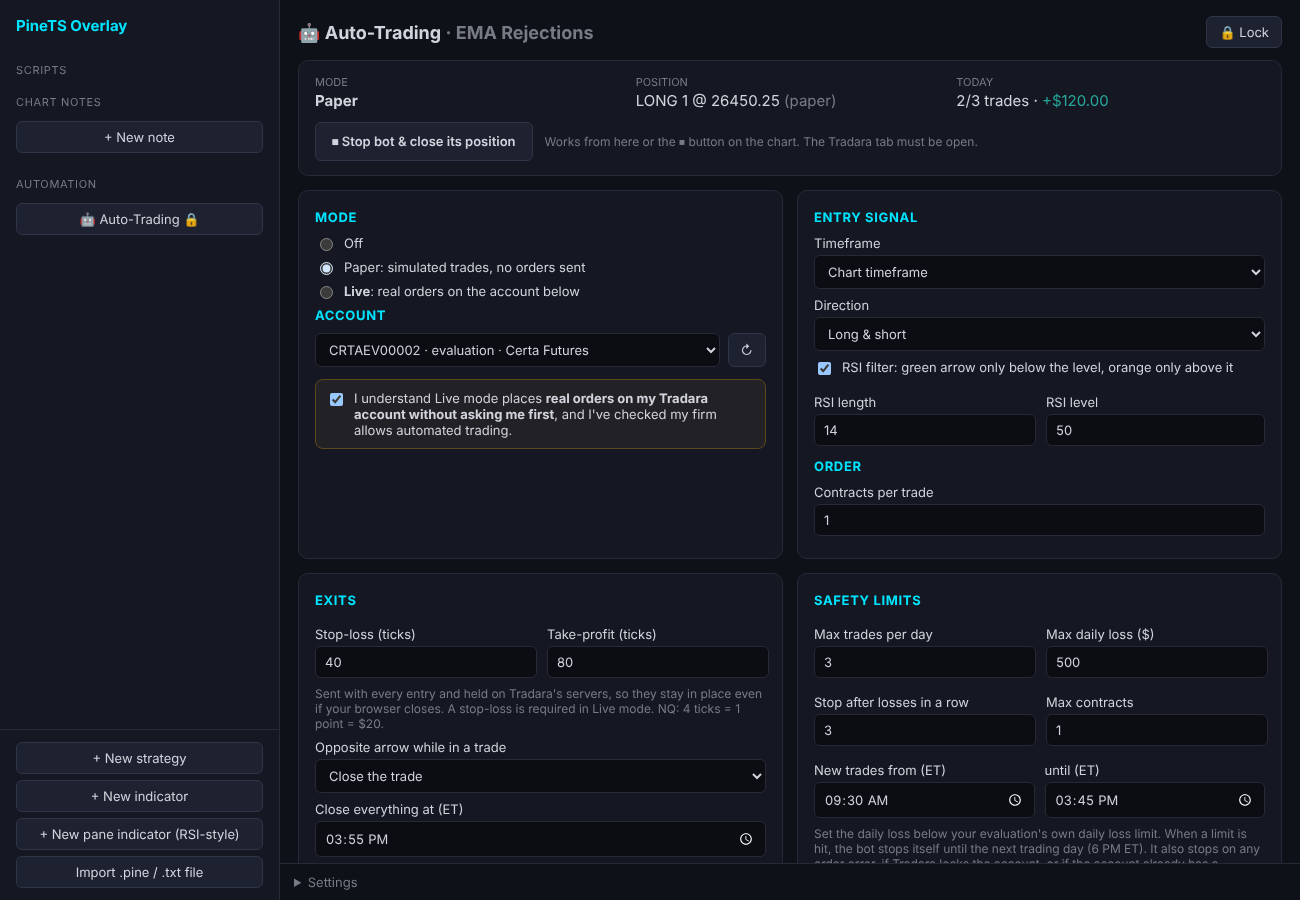 PineTS Overlay
SCRIPTS
CHART NOTES
+ New note
AUTOMATION
🤖 Auto-Trading 🔒
+ New strategy
+ New indicator
+ New pane indicator (RSI-style)
Import .pine / .txt file
🤖 Auto-Trading · EMA Rejections
🔒 Lock
MODE
Paper
POSITION
LONG 1 @ 26450.25 (paper)
TODAY
2/3 trades · +$120.00
■ Stop bot & close its position
Works from here or the ■ button on the chart. The Tradara tab must be open.
MODE
Off
Paper: simulated trades, no orders sent
Live: real orders on the account below
ACCOUNT
CRTAEV00002 · evaluation · Certa Futures
↻
I understand Live mode places real orders on my Tradara
account without asking me first, and I've checked my firm
allows automated trading.
ENTRY SIGNAL
Timeframe
Chart timeframe
Direction
Long & short
RSI filter: green arrow only below the level, orange only above it
RSI length
RSI level
14
50
ORDER
Contracts per trade
1
EXITS
Stop-loss (ticks)
Take-profit (ticks)
40
80
Sent with every entry and held on Tradara's servers, so they stay in place even
if your browser closes. A stop-loss is required in Live mode. NQ: 4 ticks = 1
point = $20.
Opposite arrow while in a trade
Close the trade
Close everything at (ET)
03:55 PM
SAFETY LIMITS
Max trades per day
Max daily loss ($)
3
500
Stop after losses in a row
Max contracts
3
1
New trades from (ET)
until (ET)
09:30 AM
03:45 PM
Set the daily loss below your evaluation's own daily loss limit. When a limit is
hit, the bot stops itself until the next trading day (6 PM ET). It also stops on any
order error, if Tradara locks the account, or if the account already has a
▶ Settings